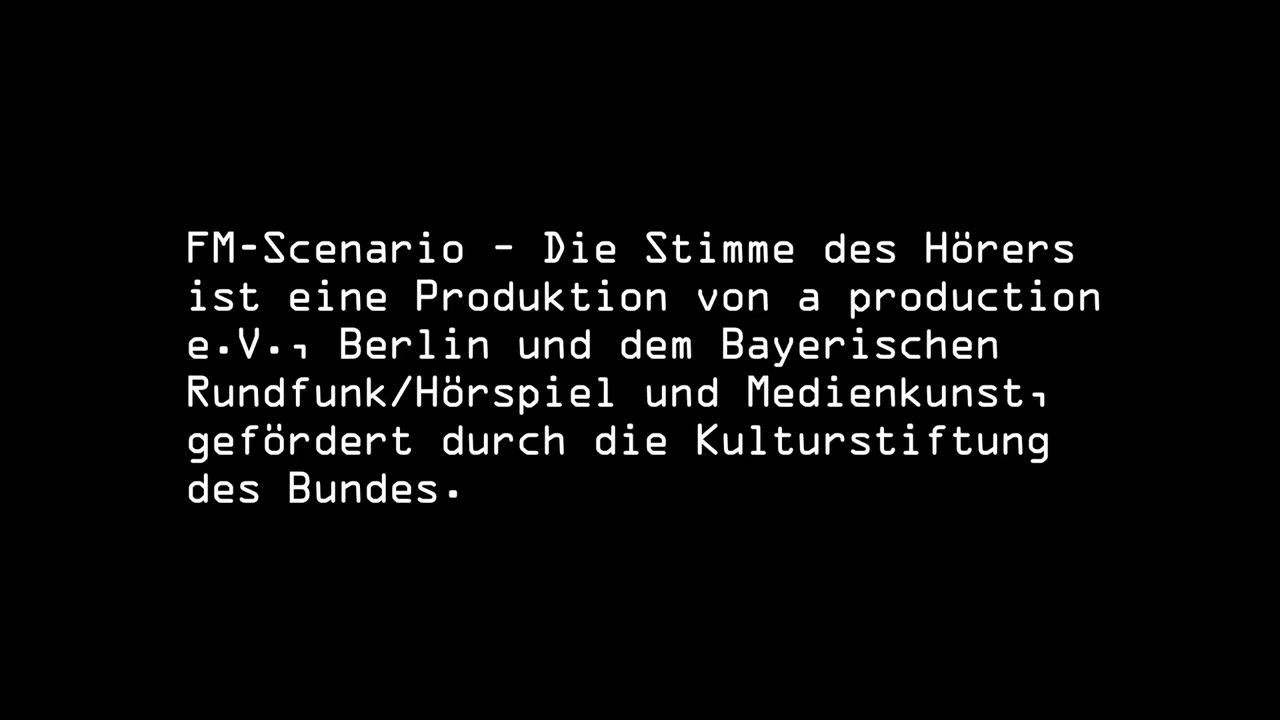 FM-Scenario – Die Stimme des Hörers
ist eine Produktion von a production
e.V., Berlin und dem Bayerischen
Rundfunk/Hörspiel und Medienkunst,
gefördert durch die Kulturstiftung
des Bundes.